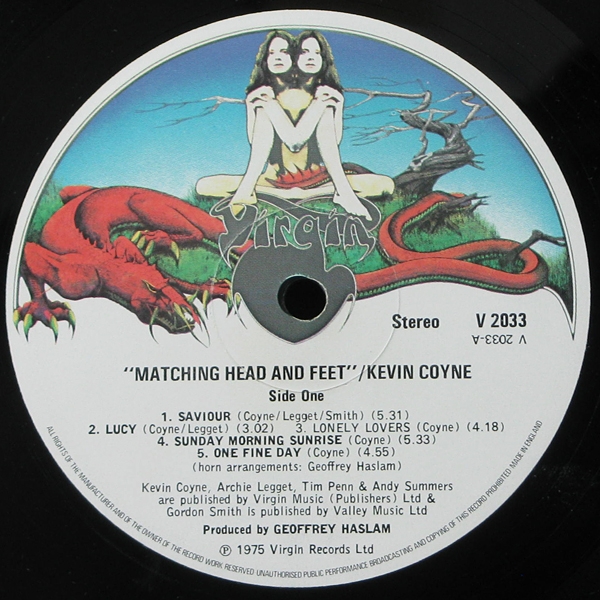 Virgin
Stereo V 2033
V 2033-A
"MATCHING HEAD AND FEET"/KEVIN COYNE
Side One
1. SAVIOUR (Coyne/Legget/Smith) (5.31)
2. LUCY (Coyne/Legget) (3.02) 3. LONELY LOVERS (Coyne) (4.18)
4. SUNDAY MORNING SUNRISE (Coyne) (5.33)
5. ONE FINE DAY (Coyne) (4.55)
(horn arrangements: Geoffrey Haslam)
Kevin Coyne, Archie Legget, Tim Penn & Andy Summers
are published by Virgin Music (Publishers) Ltd &
Gordon Smith is published by Valley Music Ltd
Produced by GEOFFREY HASLAM
℗ 1975 Virgin Records Ltd
ALL RIGHTS OF THE MANUFACTURER AND OF THE OWNER OF THE RECORD WORK RESERVED UNAUTHORISED PUBLIC PERFORMANCE BROADCASTING AND COPYING OF THIS RECORD PROHIBITED MADE IN ENGLAND